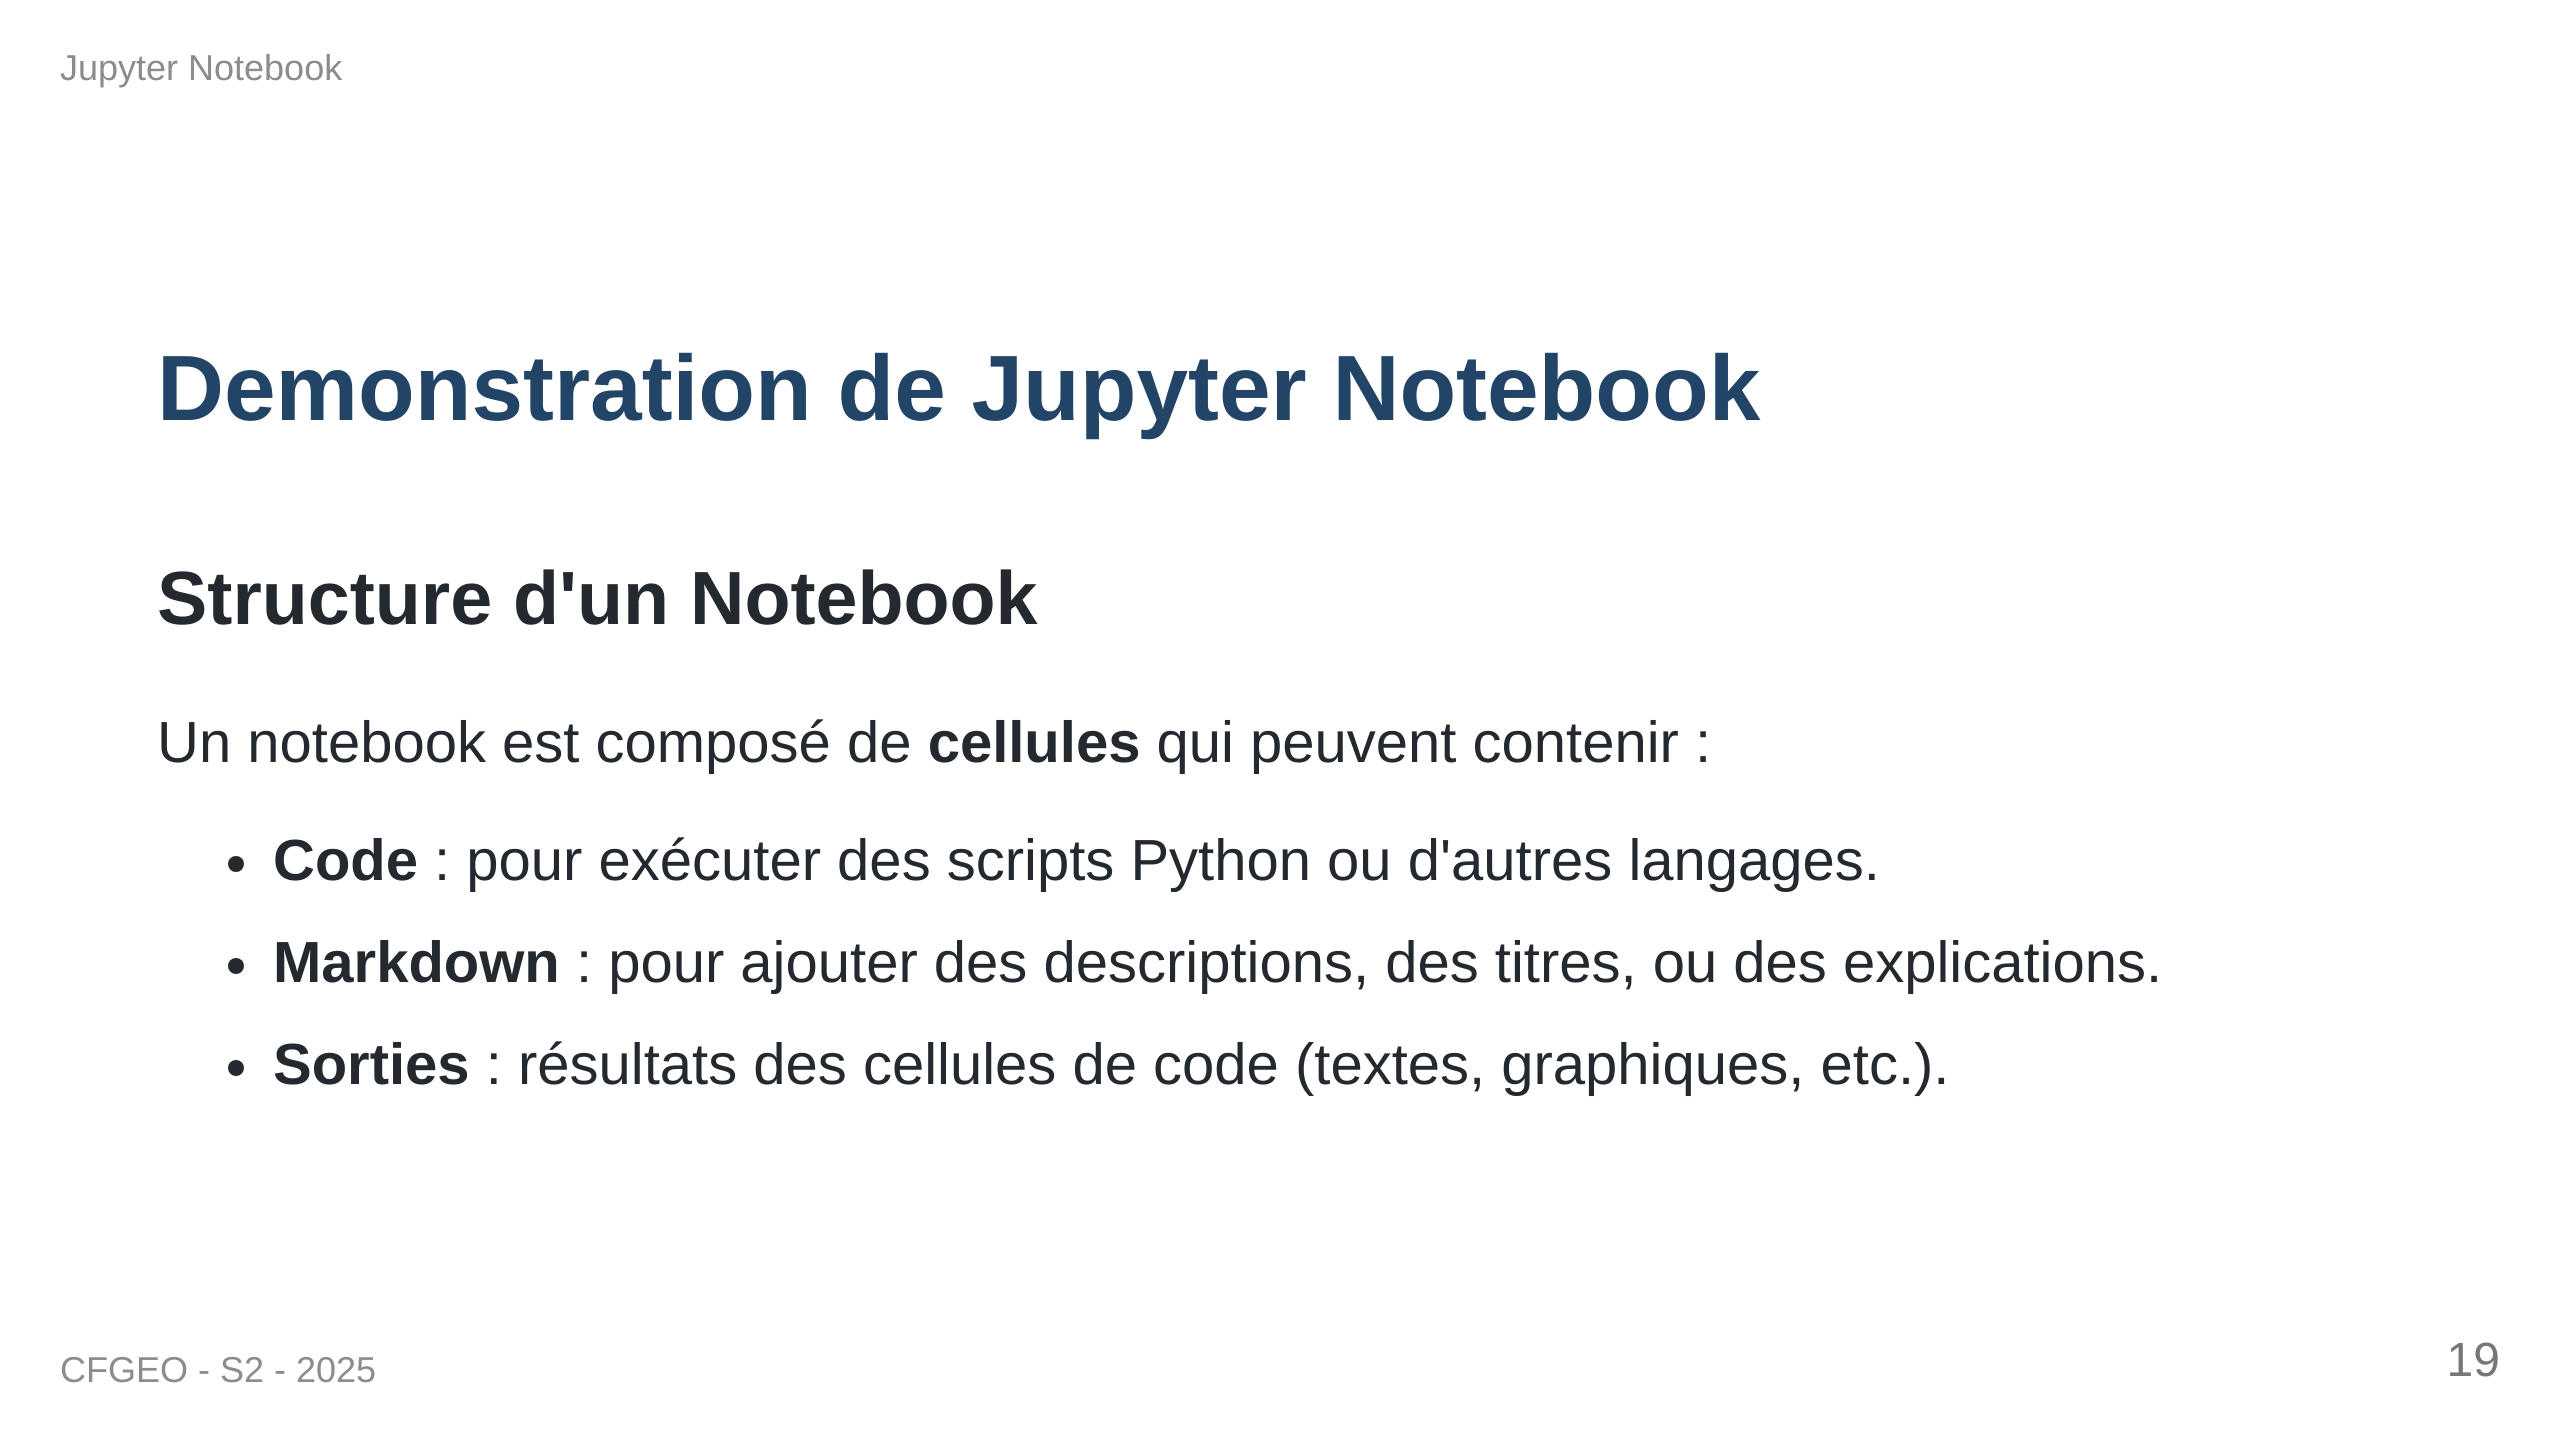 Jupyter Notebook
Demonstration de Jupyter Notebook
Structure d'un Notebook
Un notebook est composé de cellules qui peuvent contenir :
• Code : pour exécuter des scripts Python ou d'autres langages.
• Markdown : pour ajouter des descriptions, des titres, ou des explications.
• Sorties : résultats des cellules de code (textes, graphiques, etc.).
CFGEO - S2 - 2025
19